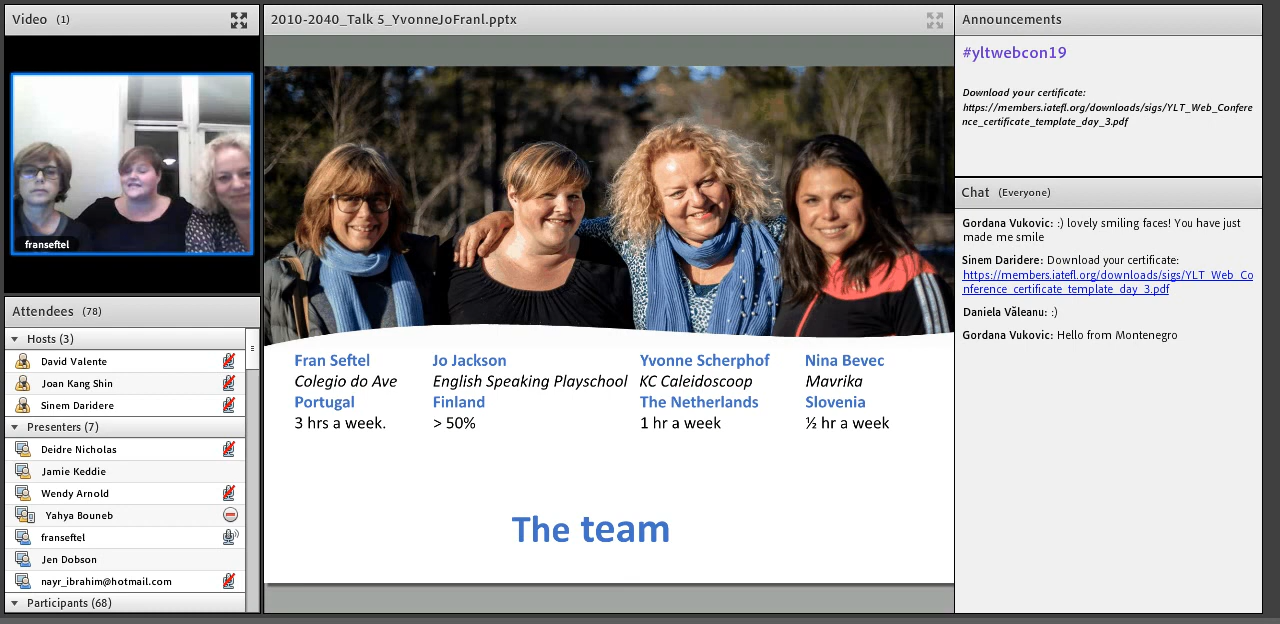 Video (1)
franseftel
Attendees (78)
Hosts (3)
David Valente
Joan Kang Shin
Sinem Daridere
Presenters (7)
Deidre Nicholas
Jamie Keddie
Wendy Arnold
Yahya Bouneb
franseftel
Jen Dobson
nayr_ibrahim@hotmail.com
Participants (68)
2010-2040_Talk 5_YvonneJoFranl.pptx
Fran Seftel
Colegio do Ave
Portugal
3 hrs a week.
Jo Jackson
English Speaking Playschool
Finland
> 50%
Yvonne Scherphof
KC Caleidoscoop
The Netherlands
1 hr a week
Nina Bevec
Mavrika
Slovenia
½ hr a week
The team
Announcements
#yltwebcon19
Download your certificate:
https://members.iatefl.org/downloads/sigs/YLT_Web_Confere
nce_certificate_template_day_3.pdf
Chat (Everyone)
Gordana Vukovic: :) lovely smiling faces! You have just
made me smile
Sinem Daridere: Download your certificate:
https://members.iatefl.org/downloads/sigs/YLT_Web_Co
nference_certificate_template_day_3.pdf
Daniela Văleanu: :)
Gordana Vukovic: Hello from Montenegro